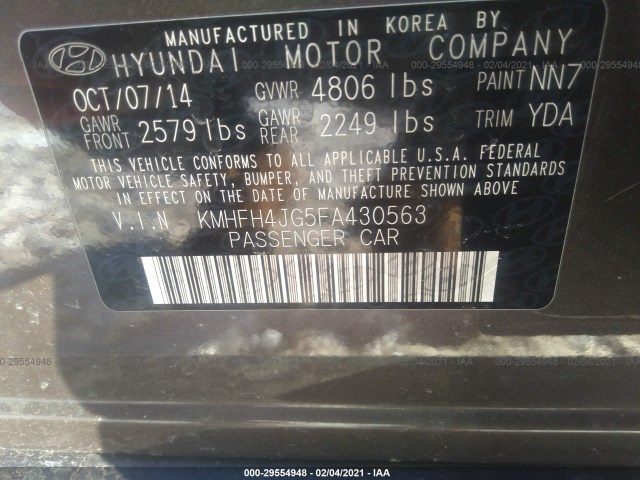 MANUFACTURED IN KOREA BY
HYUNDAI MOTOR COMPANY
OCT/07/14 GVWR 4806 lbs PAINT NN7
GAWR FRONT 2579 lbs GAWR REAR 2249 lbs TRIM YDA
THIS VEHICLE CONFORMS TO ALL APPLICABLE U.S.A. FEDERAL
MOTOR VEHICLE SAFETY, BUMPER, AND THEFT PREVENTION STANDARDS
IN EFFECT ON THE DATE OF MANUFACTURE SHOWN ABOVE
V.I.N KMHFH4JG5FA430563
PASSENGER CAR
000-29554948 - 02/04/2021 - IAA